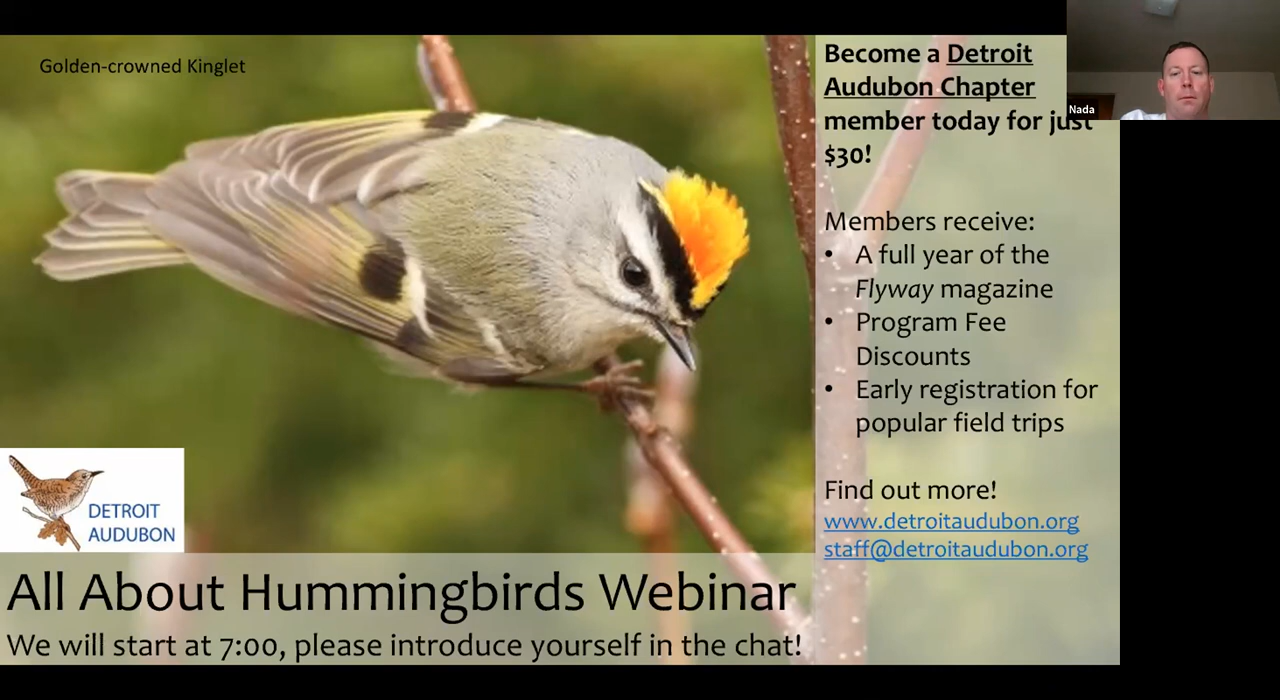 Golden-crowned Kinglet
Become a Detroit
Audubon Chapter
member today for just
$30!
Nada
Members receive:
• A full year of the
Flyway magazine
• Program Fee
Discounts
• Early registration for
popular field trips
Find out more!
www.detroitaudubon.org
staff@detroitaudubon.org
DETROIT
AUDUBON
All About Hummingbirds Webinar
We will start at 7:00, please introduce yourself in the chat!